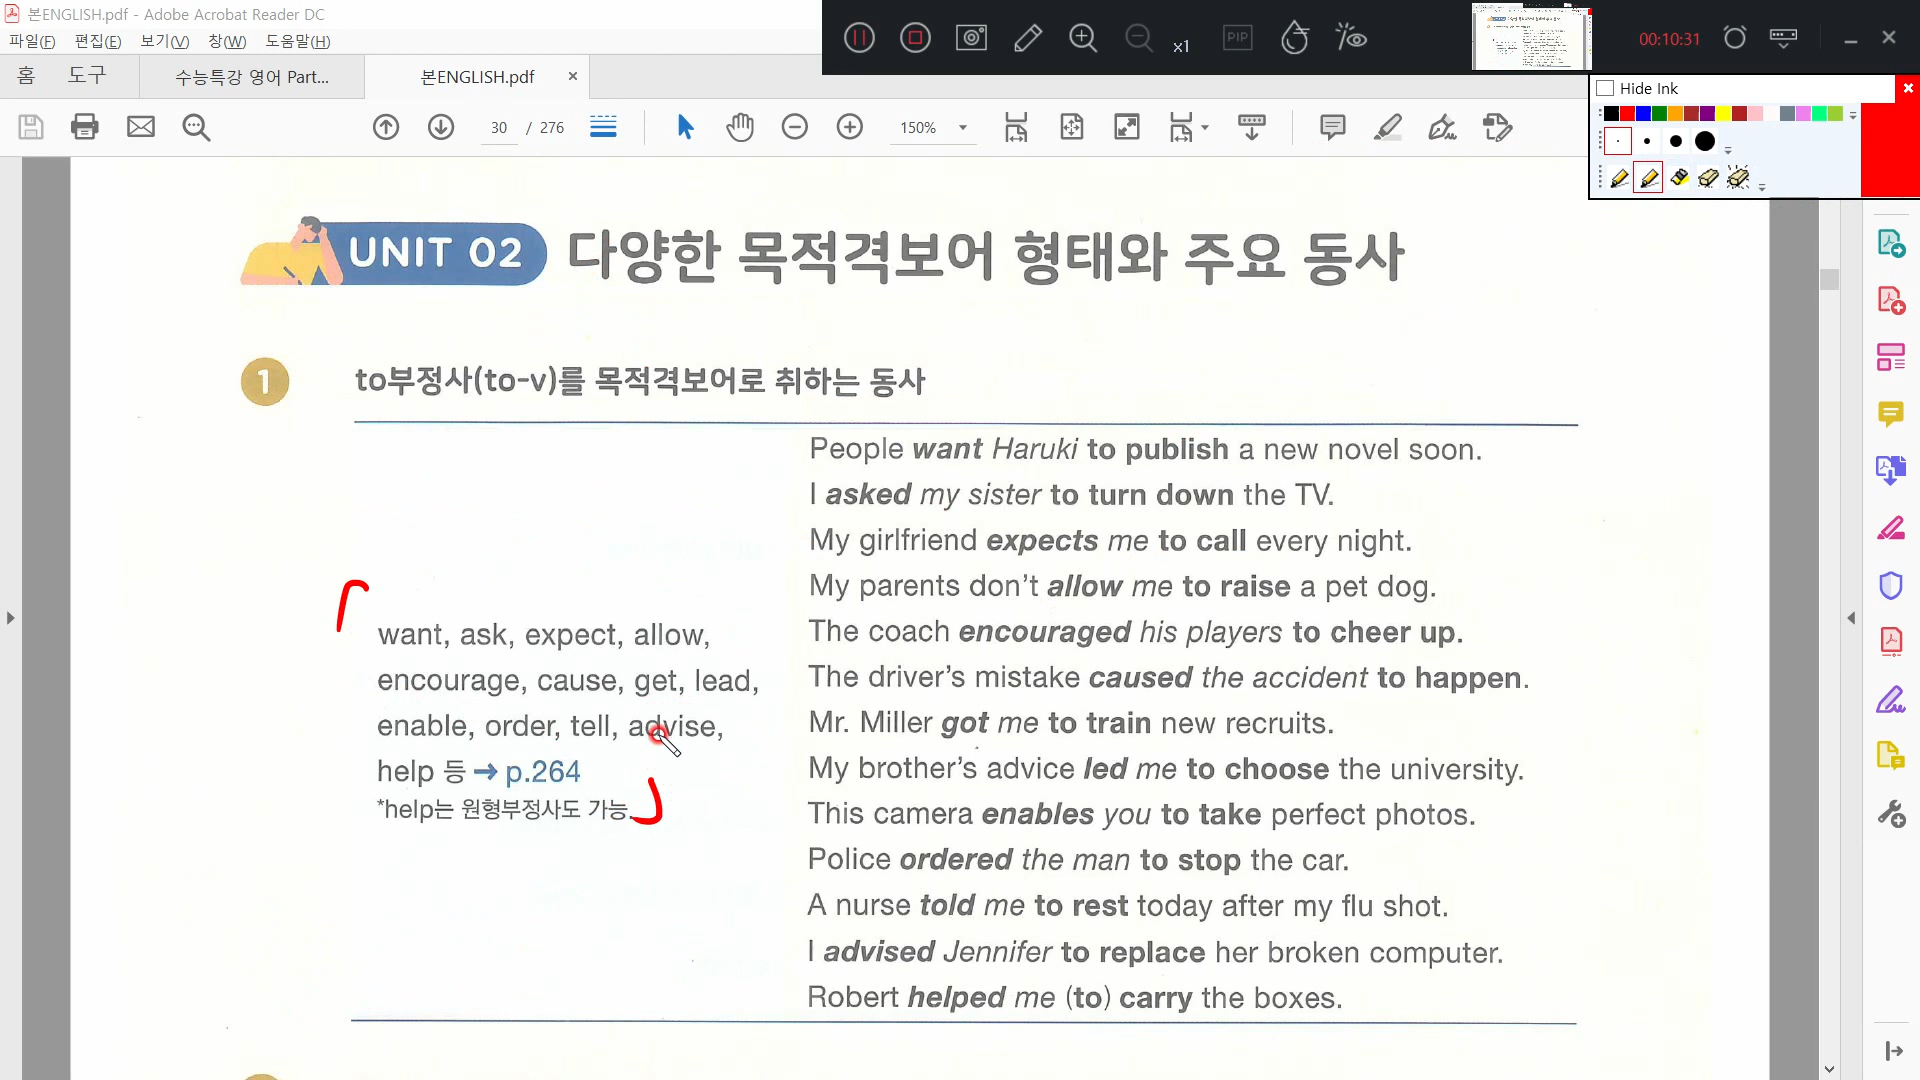 본ENGLISH.pdf - Adobe Acrobat Reader DC
파일(F) 편집(E) 보기(V) 창(W) 도움말(H)
x1
PIP
00:10:31
홈 도구 수능특강 영어 Part... 본ENGLISH.pdf ×
Hide Ink
30 / 276
150%
UNIT 02 다양한 목적격보어 형태와 주요 동사
1 to부정사(to-v)를 목적격보어로 취하는 동사
want, ask, expect, allow,
encourage, cause, get, lead,
enable, order, tell, advise,
help 등 → p.264
*help는 원형부정사도 가능.
People want Haruki to publish a new novel soon.
I asked my sister to turn down the TV.
My girlfriend expects me to call every night.
My parents don't allow me to raise a pet dog.
The coach encouraged his players to cheer up.
The driver's mistake caused the accident to happen.
Mr. Miller got me to train new recruits.
My brother's advice led me to choose the university.
This camera enables you to take perfect photos.
Police ordered the man to stop the car.
A nurse told me to rest today after my flu shot.
I advised Jennifer to replace her broken computer.
Robert helped me (to) carry the boxes.